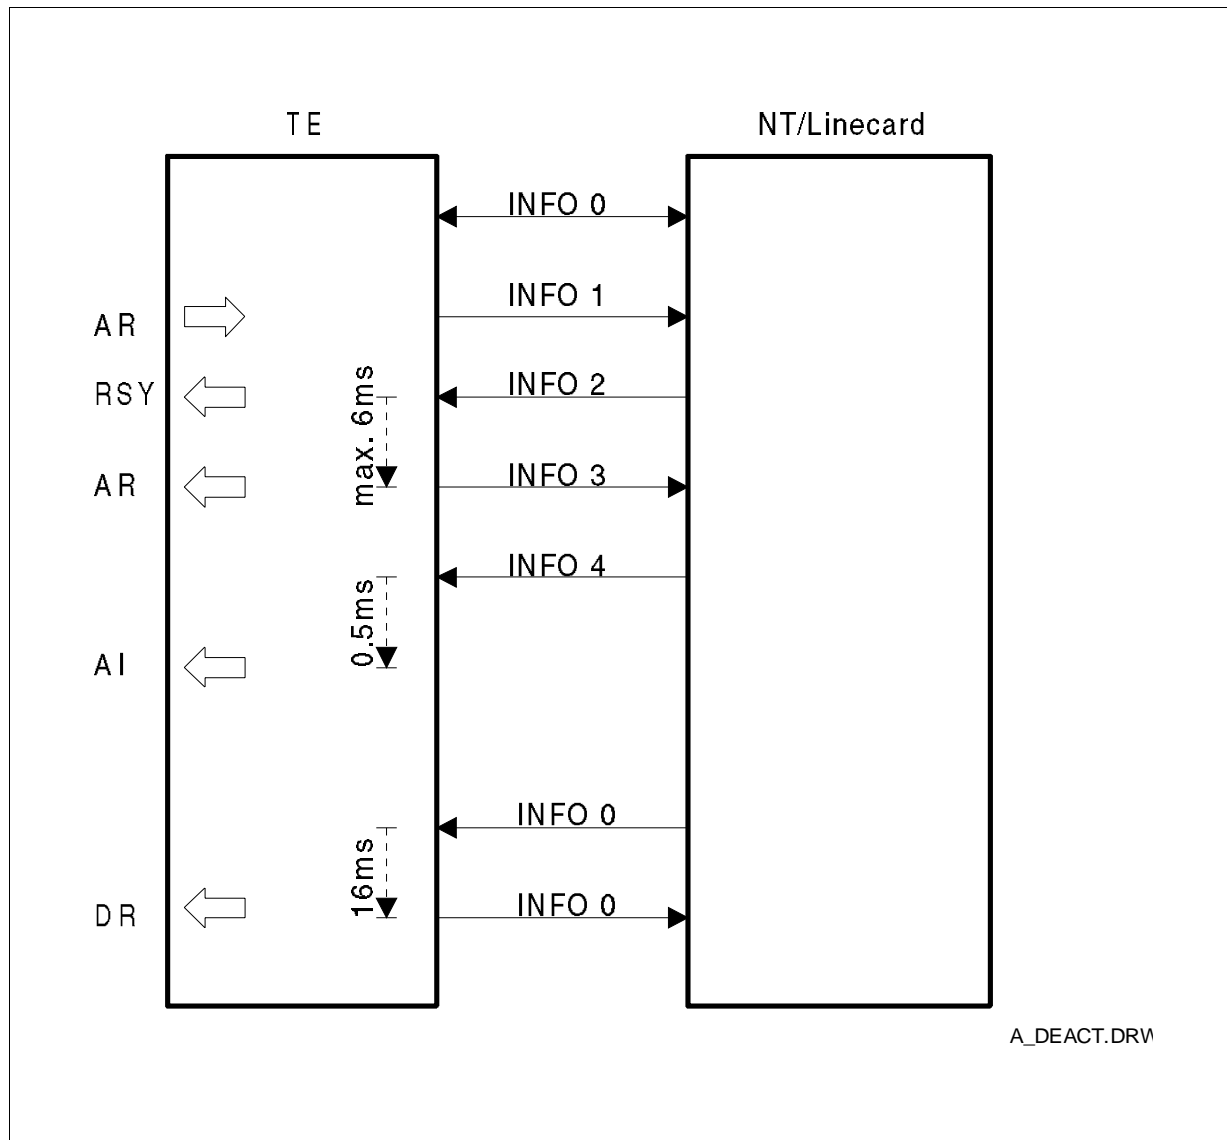 TE
NT/Linecard
INFO 0
AR
INFO 1
RSY
INFO 2
max. 6ms
AR
INFO 3
INFO 4
0.5ms
AI
INFO 0
16ms
DR
INFO 0
A_DEACT.DRW